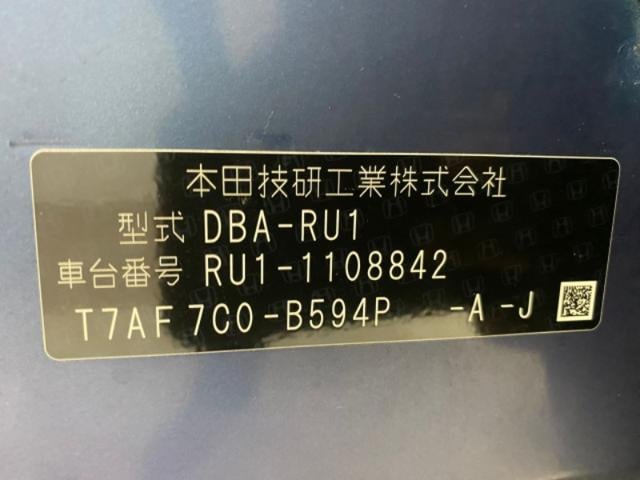 本田技研工業株式会社
型式 DBA-RU1
車台番号 RU1-1108842
T7AF 7C0-B594P -A -J